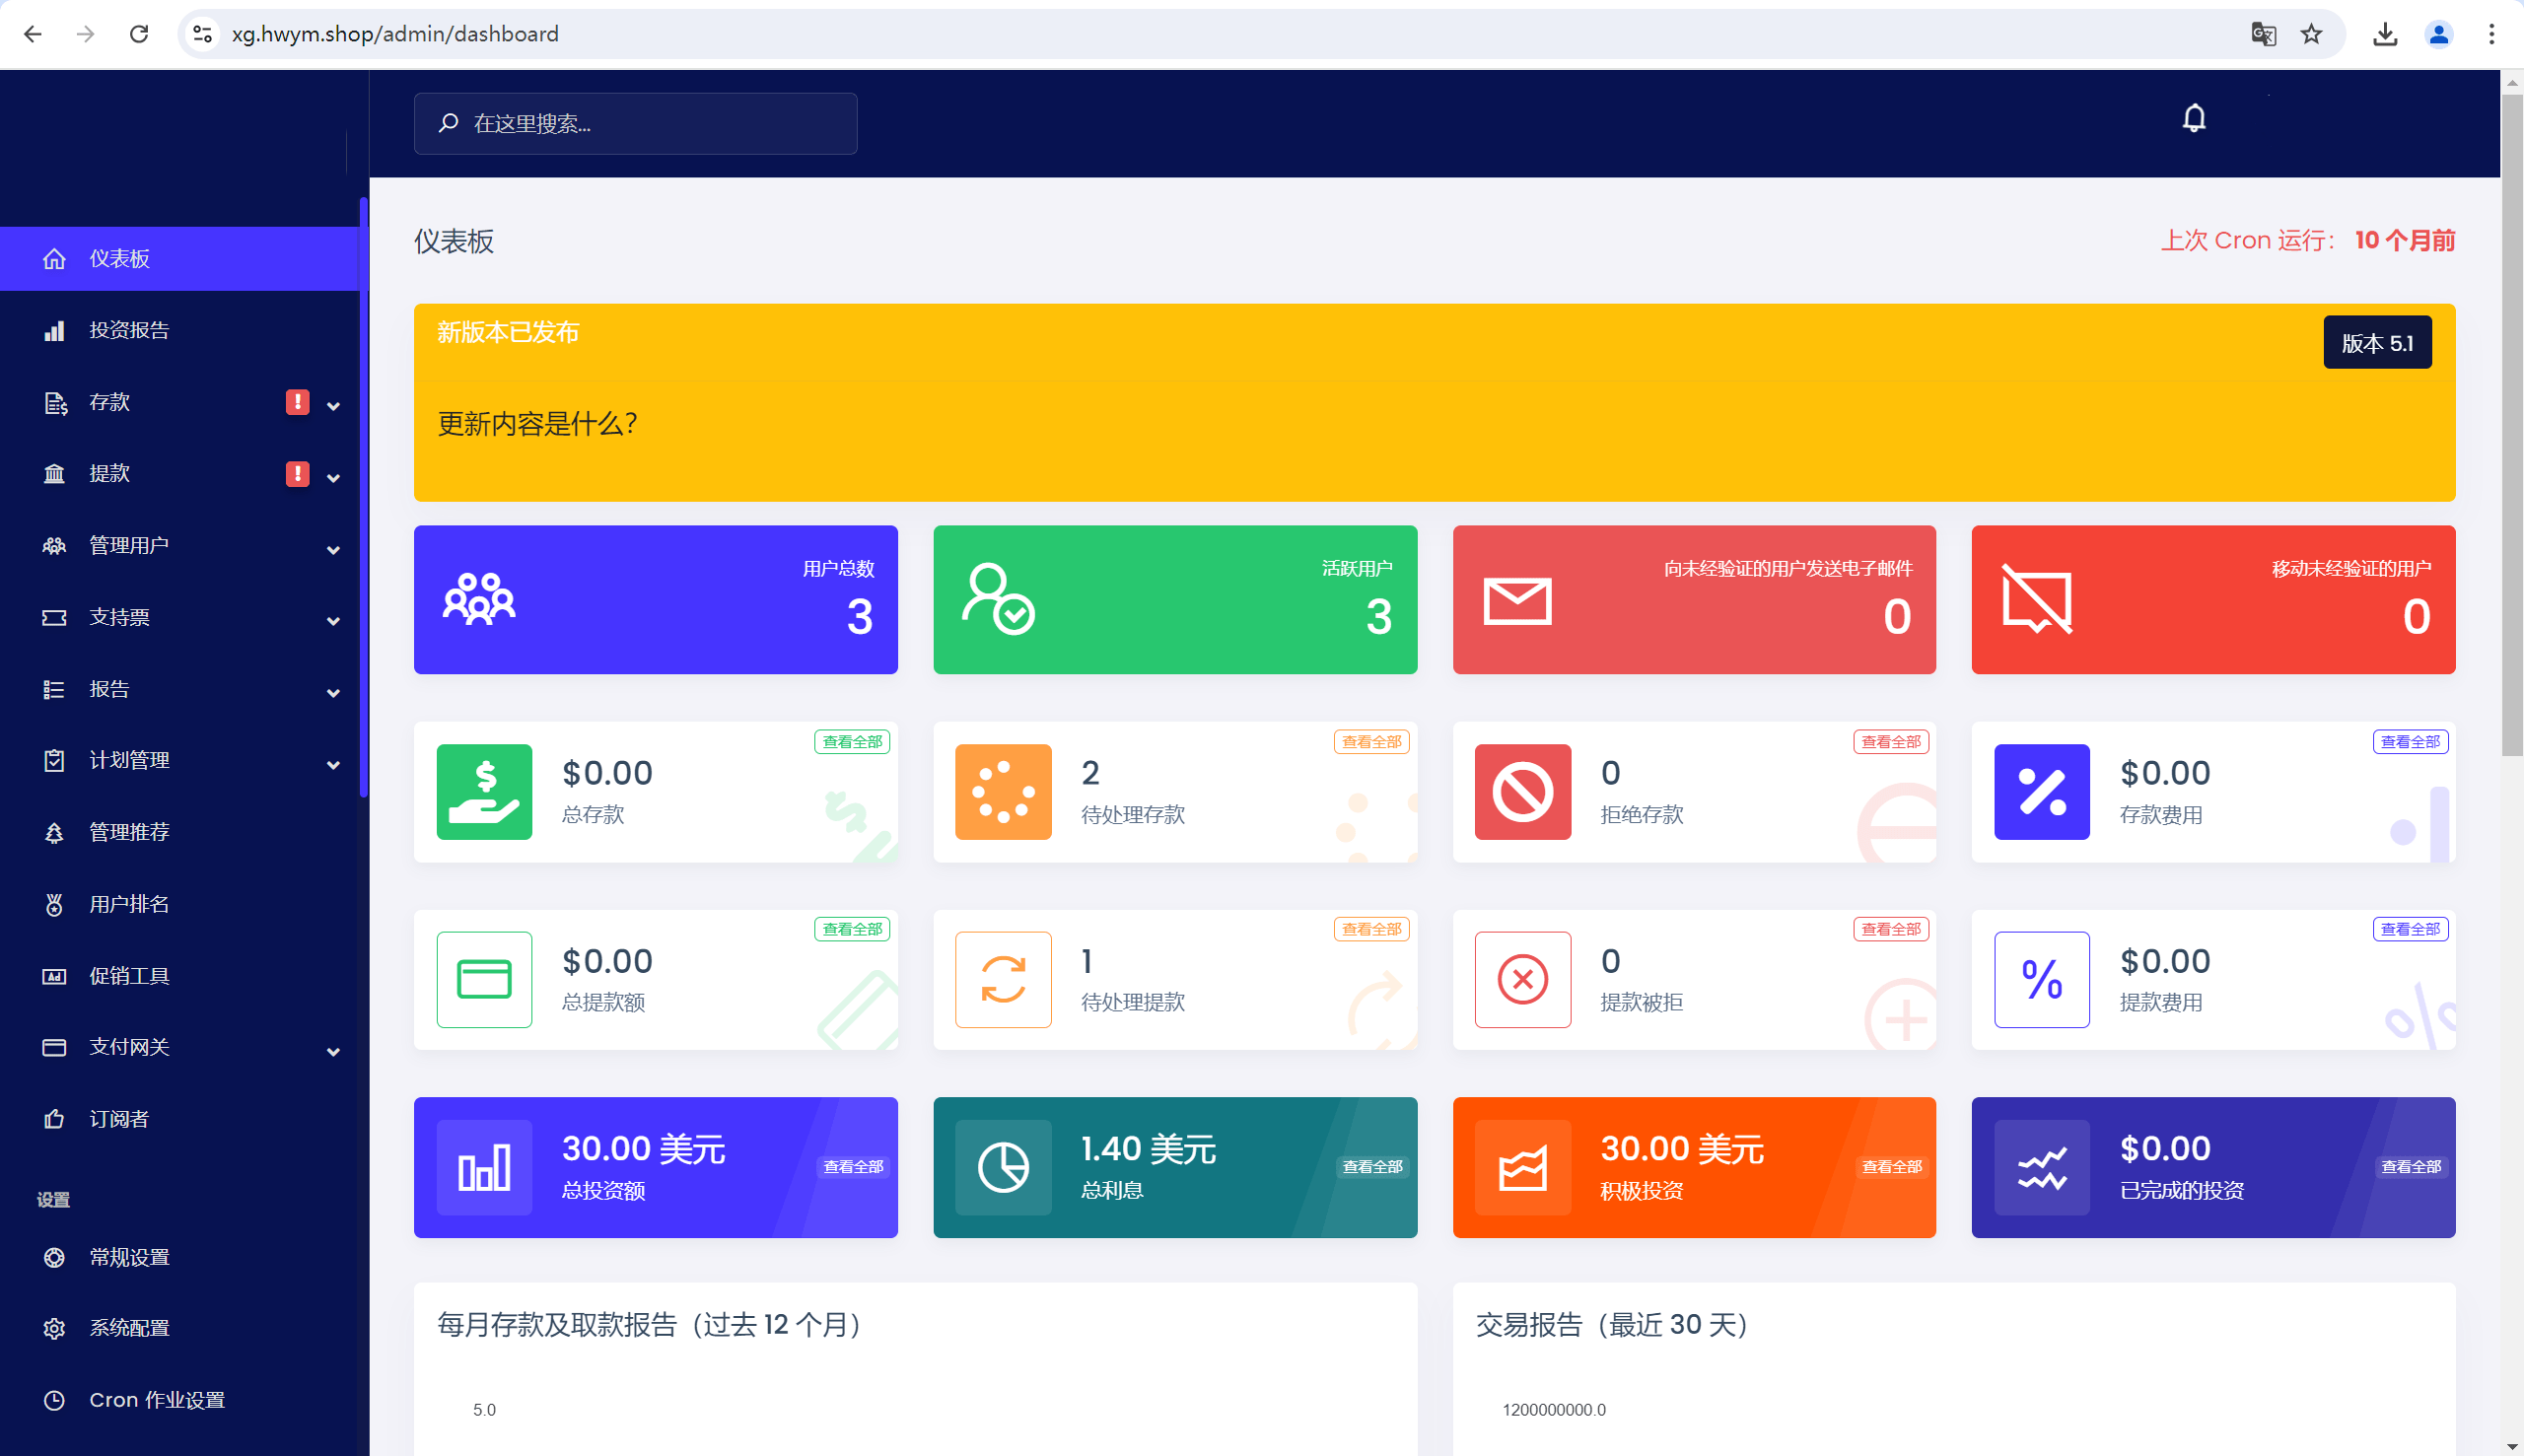 xg.hwym.shop/admin/dashboard
在这里搜索...
仪表板
投资报告
存款
提款
管理用户
支持票
报告
计划管理
管理推荐
用户排名
促销工具
支付网关
订阅者
设置
常规设置
系统配置
Cron 作业设置
仪表板
上次 Cron 运行： 10 个月前
新版本已发布
版本 5.1
更新内容是什么？
用户总数
3
活跃用户
3
向未经验证的用户发送电子邮件
0
移动未经验证的用户
0
查看全部
$0.00
总存款
查看全部
2
待处理存款
查看全部
0
拒绝存款
查看全部
$0.00
存款费用
查看全部
$0.00
总提款额
查看全部
1
待处理提款
查看全部
0
提款被拒
查看全部
$0.00
提款费用
30.00 美元
总投资额
查看全部
1.40 美元
总利息
查看全部
30.00 美元
积极投资
查看全部
$0.00
已完成的投资
查看全部
每月存款及取款报告（过去 12 个月）
5.0
交易报告（最近 30 天）
1200000000.0